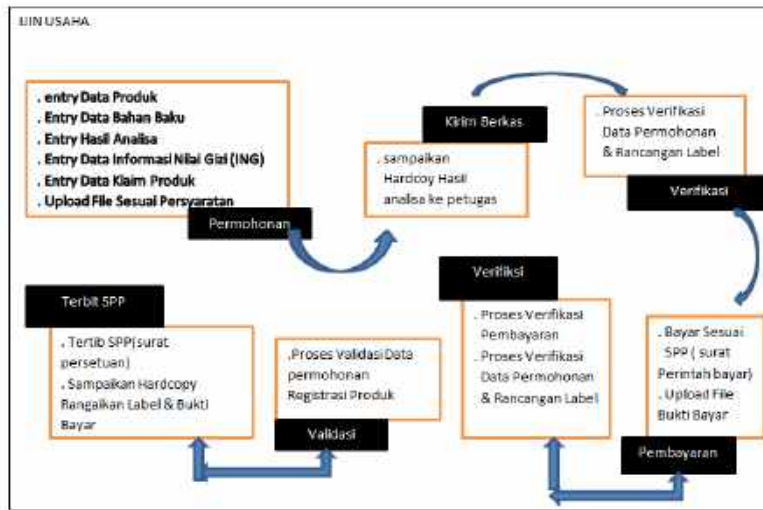 IJIN USAHA
. entry Data Produk
. Entry Data Bahan Baku
. Entry Hasil Analisa
. Entry Data Informasi Nilai Gizi (ING)
. Entry Data Klaim Produk
. Upload File Sesuai Persyaratan
Permohonan
Kirim Berkas
. sampaikan
Hardcoy Hasil
analisa ke petugas
. Proses Verifikasi
Data Permohonan
& Rancangan Label
Verifikasi
Terbit SPP
. Tertib SPP(surat
persetuan)
. Sampaikan Hardcopy
Rangaikan Label & Bukti
Bayar
.Proses Validasi Data
permohonan
Registrasi Produk
Validasi
Verifiksi
. Proses Verifikasi
Pembayaran
. Proses Verifikasi
Data Permohonan
& Rancangan Label
. Bayar Sesuai
SPP ( surat
Perintah bayar)
. Upload File
Bukti Bayar
Pembayaran